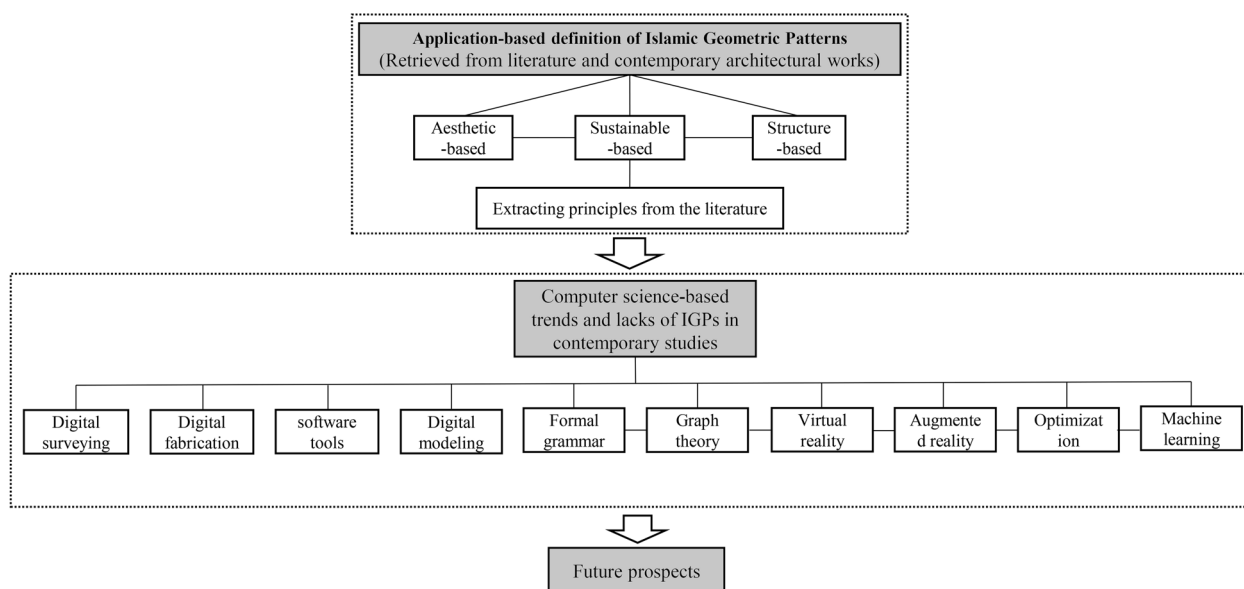 Application-based definition of Islamic Geometric Patterns
(Retrieved from literature and contemporary architectural works)
Aesthetic
-based
Sustainable
-based
Structure
-based
Extracting principles from the literature
Computer science-based
trends and lacks of IGPs in
contemporary studies
Digital
surveying
Digital
fabrication
software
tools
Digital
modeling
Formal
grammar
Graph
theory
Virtual
reality
Augmente
d reality
Optimizat
ion
Machine
learning
Future prospects